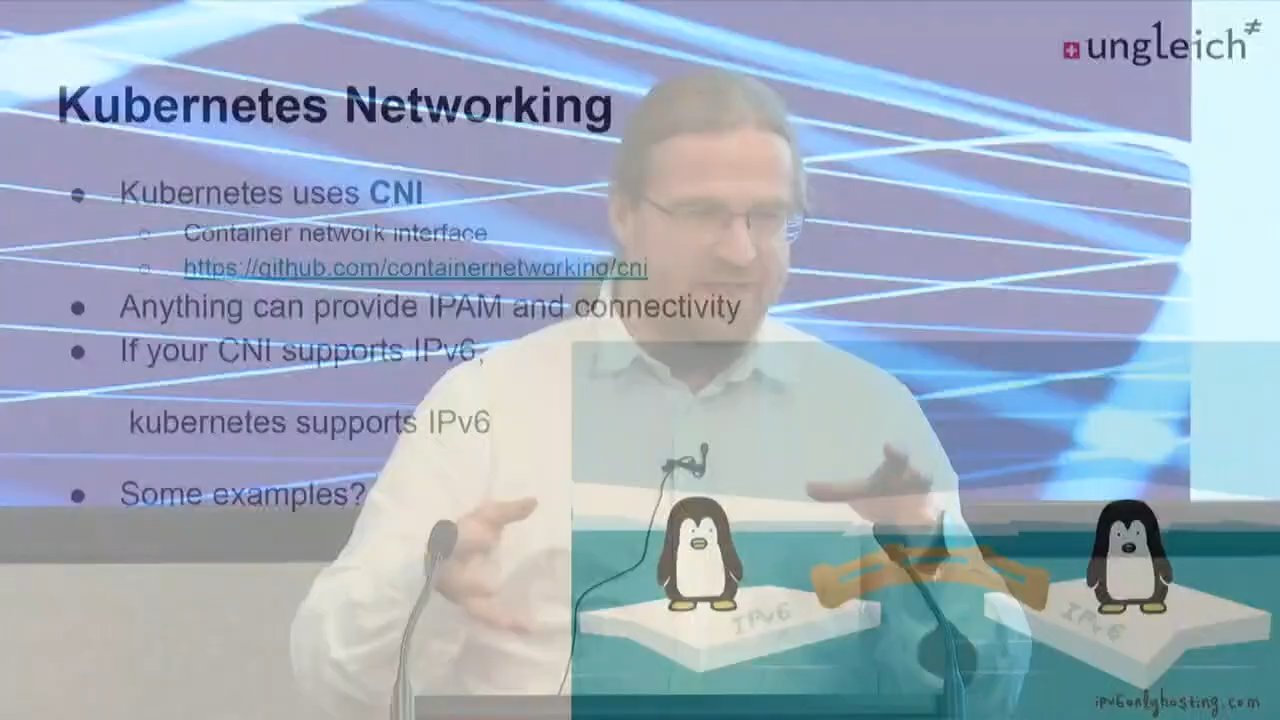 ungleich≠
Kubernetes Networking
● Kubernetes uses CNI
○ Container network interface
○ https://github.com/containernetworking/cni
● Anything can provide IPAM and connectivity
● If your CNI supports IPv6,
kubernetes supports IPv6
● Some examples?
IPv6
IPv6
ipv6onlyhosting.com